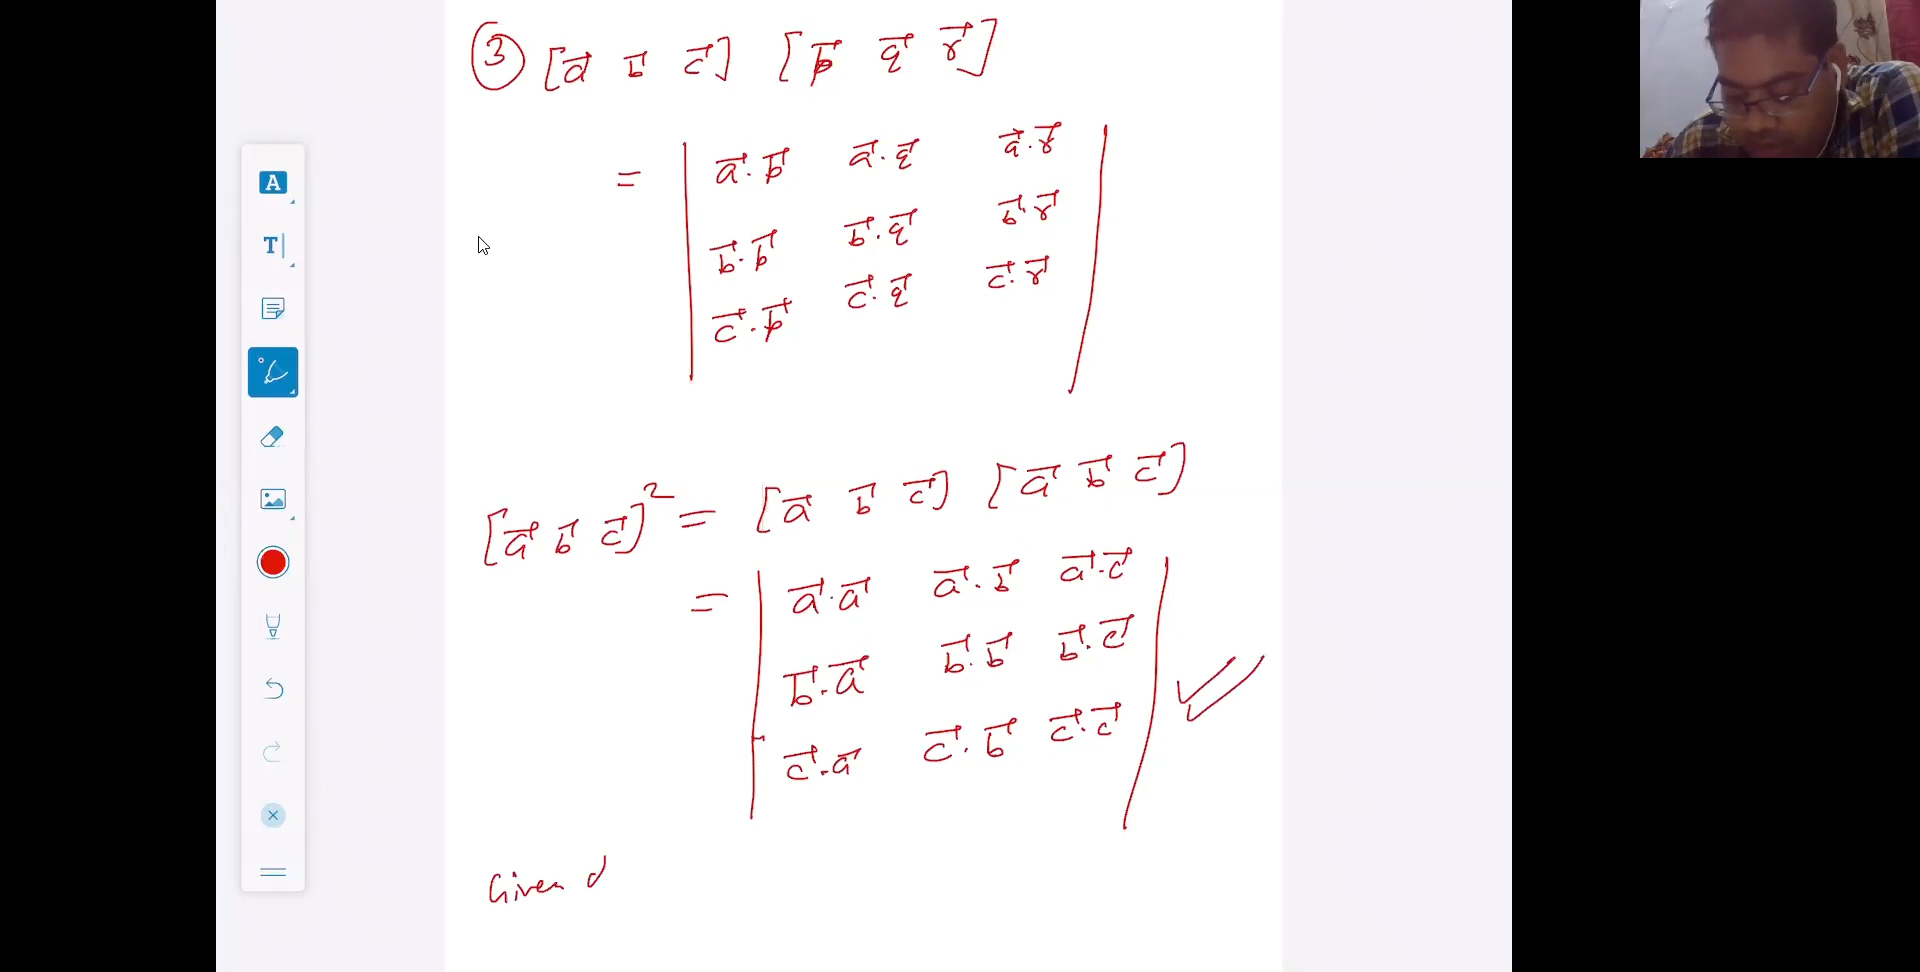 ③ [a⃗ b⃗ c⃗] [p⃗ q⃗ r⃗]
= | a⃗·p⃗ a⃗·q⃗ a⃗·r⃗ |
| b⃗·p⃗ b⃗·q⃗ b⃗·r⃗ |
| c⃗·p⃗ c⃗·q⃗ c⃗·r⃗ |
[a⃗ b⃗ c⃗]² = [a⃗ b⃗ c⃗] [a⃗ b⃗ c⃗]
= | a⃗·a⃗ a⃗·b⃗ a⃗·c⃗ |
| b⃗·a⃗ b⃗·b⃗ b⃗·c⃗ |
| c⃗·a⃗ c⃗·b⃗ c⃗·c⃗ |
Given d
A
T